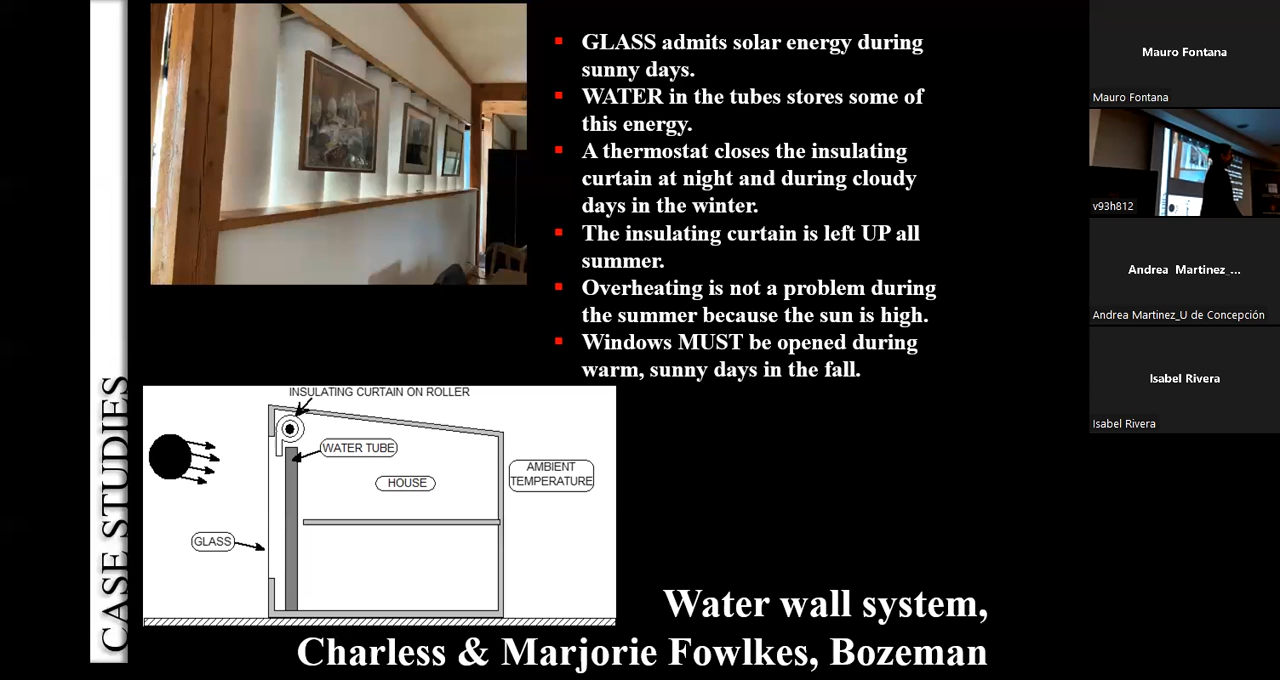 CASE STUDIES
GLASS admits solar energy during
sunny days.
WATER in the tubes stores some of
this energy.
A thermostat closes the insulating
curtain at night and during cloudy
days in the winter.
The insulating curtain is left UP all
summer.
Overheating is not a problem during
the summer because the sun is high.
Windows MUST be opened during
warm, sunny days in the fall.
INSULATING CURTAIN ON ROLLER
WATER TUBE
HOUSE
AMBIENT
TEMPERATURE
GLASS
Water wall system,
Charless & Marjorie Fowlkes, Bozeman
Mauro Fontana
Mauro Fontana
v93h812
Andrea Martinez_...
Andrea Martinez_U de Concepción
Isabel Rivera
Isabel Rivera